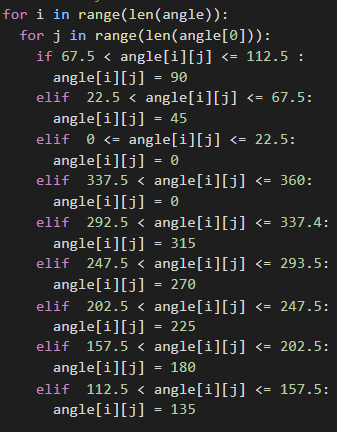 for i in range(len(angle)):
  for j in range(len(angle[0])):
    if 67.5 < angle[i][j] <= 112.5 :
      angle[i][j] = 90
    elif  22.5 < angle[i][j] <= 67.5:
      angle[i][j] = 45
    elif  0 <= angle[i][j] <= 22.5:
      angle[i][j] = 0
    elif  337.5 < angle[i][j] <= 360:
      angle[i][j] = 0
    elif  292.5 < angle[i][j] <= 337.4:
      angle[i][j] = 315
    elif  247.5 < angle[i][j] <= 293.5:
      angle[i][j] = 270
    elif  202.5 < angle[i][j] <= 247.5:
      angle[i][j] = 225
    elif  157.5 < angle[i][j] <= 202.5:
      angle[i][j] = 180
    elif  112.5 < angle[i][j] <= 157.5:
      angle[i][j] = 135